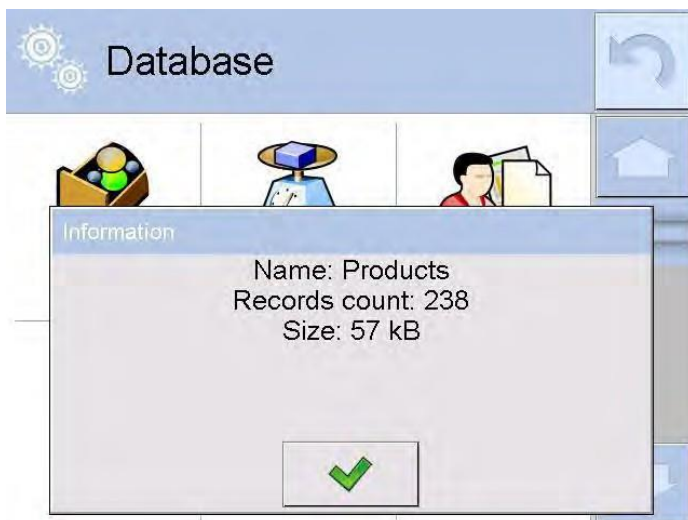 Database
Information
Name: Products
Records count: 238
Size: 57 kB